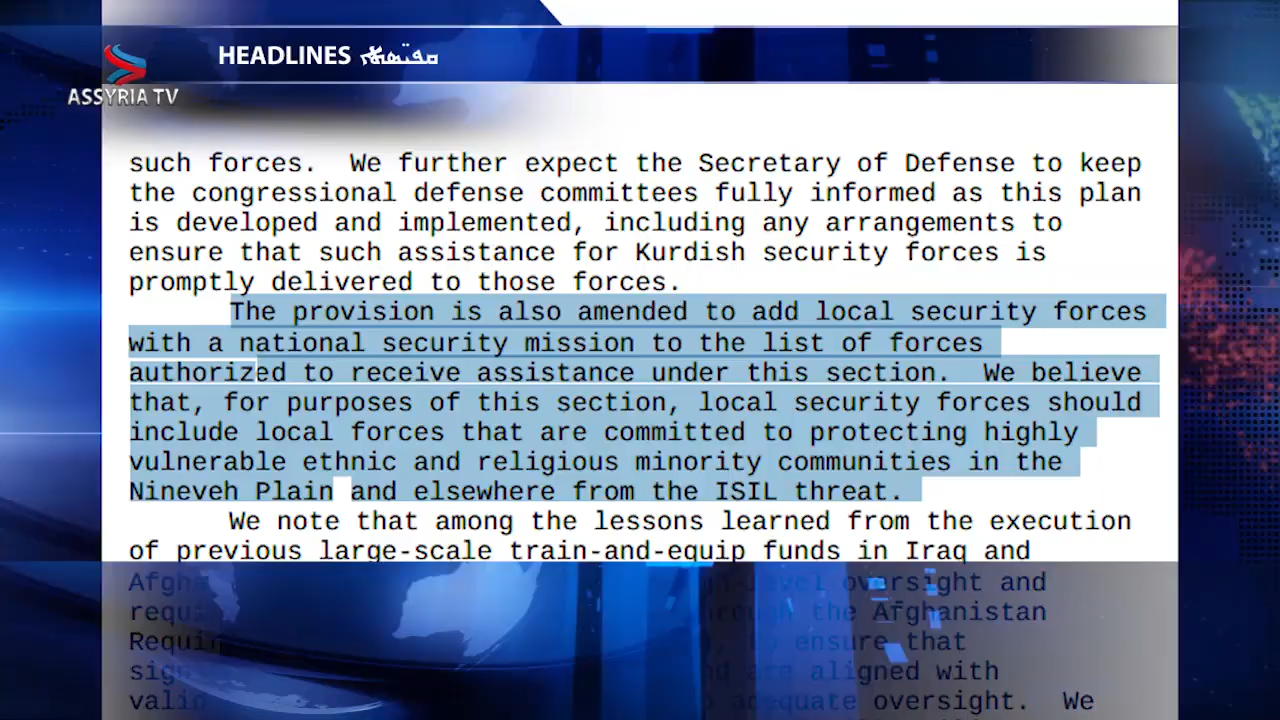 HEADLINES
ASSYRIA TV
such forces.  We further expect the Secretary of Defense to keep
the congressional defense committees fully informed as this plan
is developed and implemented, including any arrangements to
ensure that such assistance for Kurdish security forces is
promptly delivered to those forces.
The provision is also amended to add local security forces
with a national security mission to the list of forces
authorized to receive assistance under this section.  We believe
that, for purposes of this section, local security forces should
include local forces that are committed to protecting highly
vulnerable ethnic and religious minority communities in the
Nineveh Plain and elsewhere from the ISIL threat.
We note that among the lessons learned from the execution
of previous large-scale train-and-equip funds in Iraq and
oversight and
the Afghanistan
ensure that
are aligned with
adequate oversight.  We